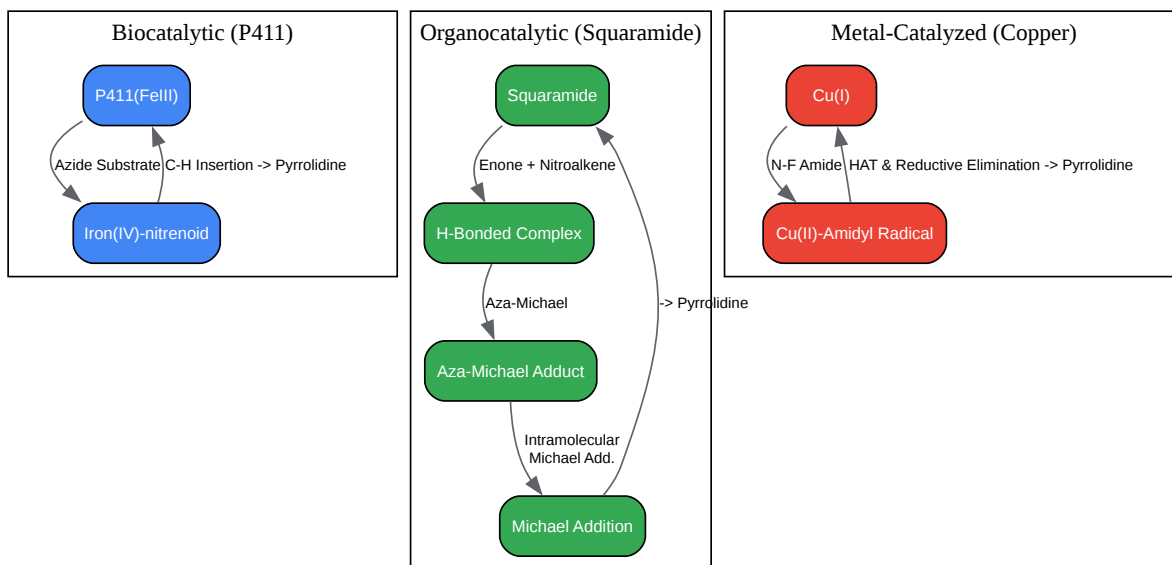 Biocatalytic (P411)
P411(FeIII)
Azide Substrate
C-H Insertion -> Pyrrolidine
Iron(IV)-nitrenoid
Organocatalytic (Squaramide)
Squaramide
Enone + Nitroalkene
H-Bonded Complex
Aza-Michael
-> Pyrrolidine
Aza-Michael Adduct
Intramolecular
Michael Add.
Michael Addition
Metal-Catalyzed (Copper)
Cu(I)
N-F Amide
HAT & Reductive Elimination -> Pyrrolidine
Cu(II)-Amidyl Radical